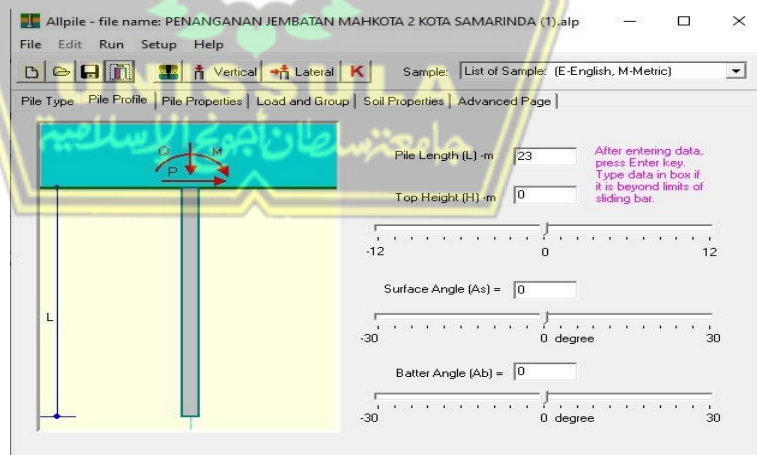 Allpile - file name: PENANGANAN JEMBATAN MAHKOTA 2 KOTA SAMARINDA (1).alp
File Edit Run Setup Help
Vertical Lateral K Sample: List of Sample: (E-English, M-Metric)
Pile Type Pile Profile Pile Properties Load and Group Soil Properties Advanced Page
UNISSULA
جامعتنسلطان أجونج الإسلامية
Q M
P
L
Pile Length (L) -m 23
After entering data,
press Enter key.
Type data in box if
it is beyond limits of
sliding bar.
Top Height (H) -m 0
-12 0 12
Surface Angle (As) = 0
-30 0 degree 30
Batter Angle (Ab) = 0
-30 0 degree 30